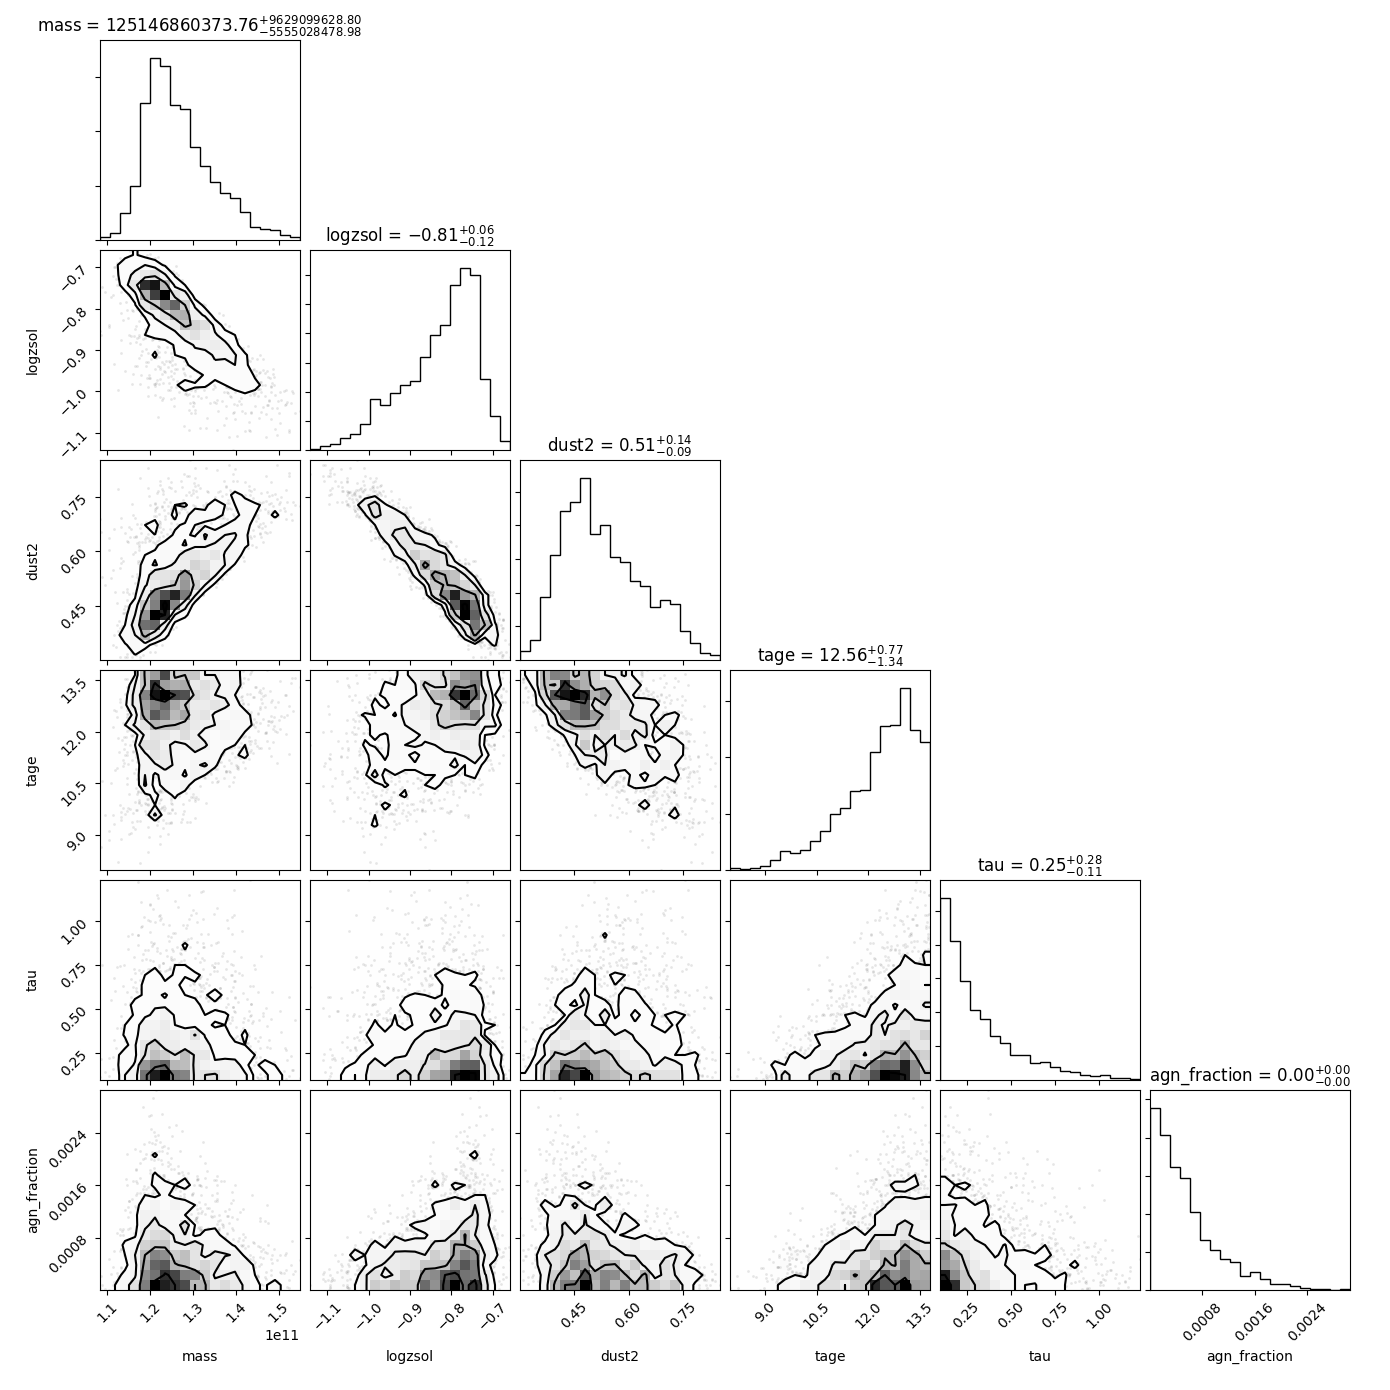 mass = 125146860373.76+9629099628.80−5555028478.98
logzsol = −0.81+0.06−0.12
−0.7
−0.8
−0.9
−1.0
−1.1
logzsol
dust2 = 0.51+0.14−0.09
0.75
0.60
0.45
dust2
tage = 12.56+0.77−1.34
13.5
12.0
10.5
9.0
tage
tau = 0.25+0.28−0.11
1.00
0.75
0.50
0.25
tau
agn_fraction = 0.00+0.00−0.00
0.0024
0.0016
0.0008
agn_fraction
1.1 1.2 1.3 1.4 1.5 −1.1 −1.0 −0.9 −0.8 −0.7 0.45 0.60 0.75 9.0 10.5 12.0 13.5 0.25 0.50 0.75 1.00 0.0008 0.0016 0.0024
1e11
mass logzsol dust2 tage tau agn_fraction